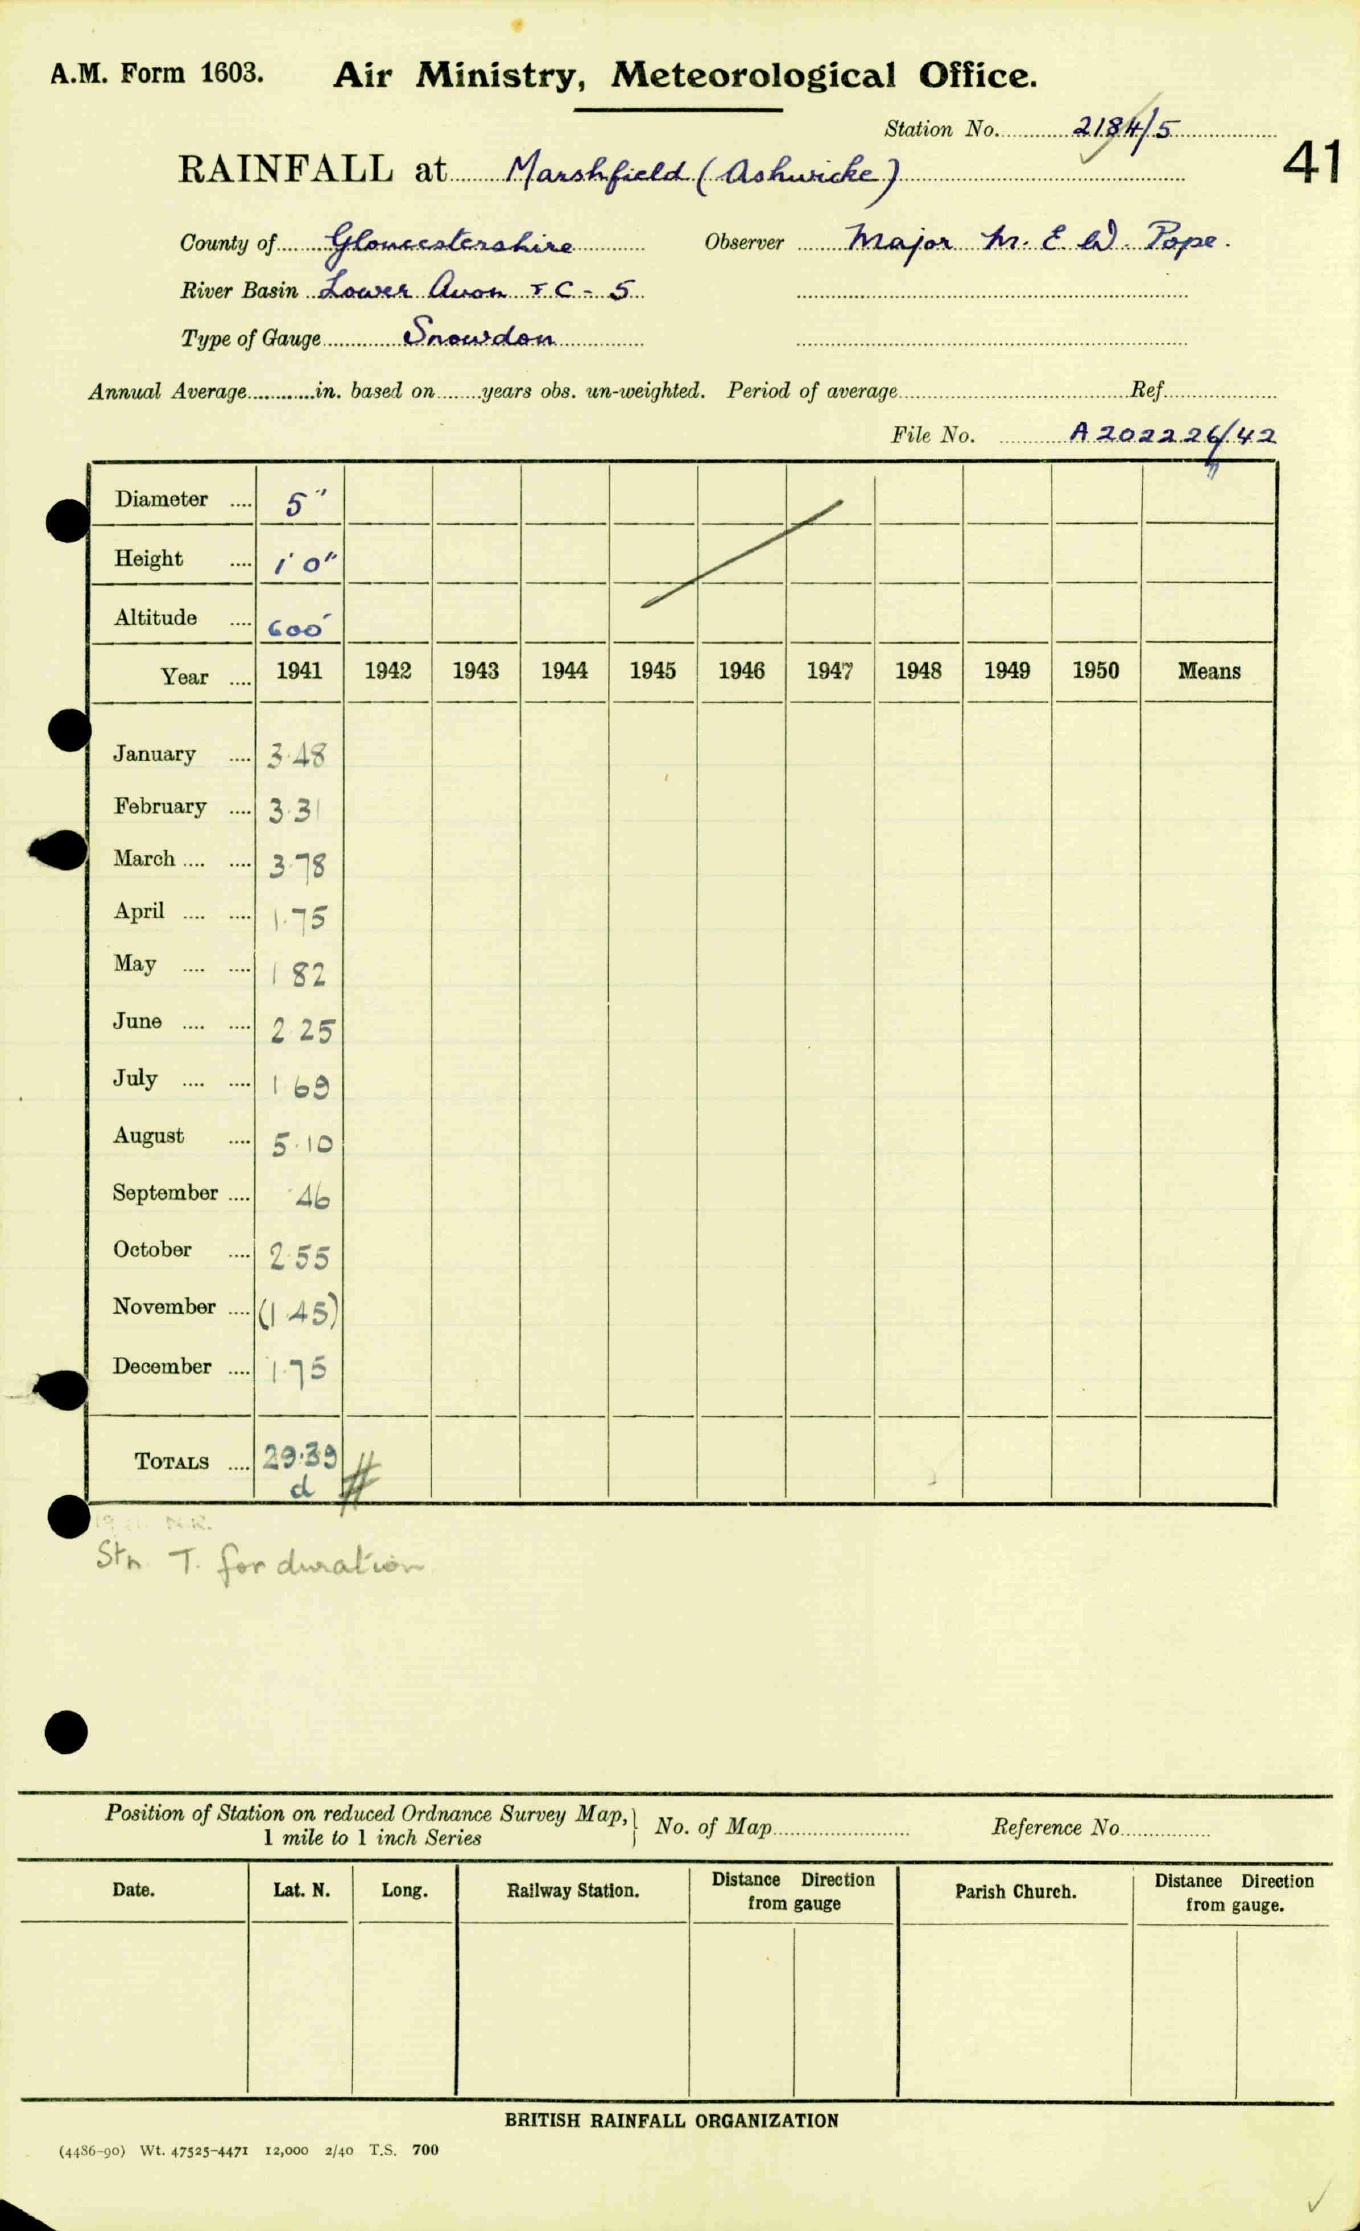 A.M. Form 1603. Air Ministry, Meteorological Office.
Station No. 2184/5
41
RAINFALL at Marshfield (Ashwicke)
County of Gloucestershire Observer Major M. E W. Pope.
River Basin Lower Avon + C - 5
Type of Gauge Snowdon
Annual Average............in. based on.......years obs. un-weighted. Period of average Ref.
File No. A 202226/42
Diameter .... 5"
Height .... 1' 0"
Altitude .... 600'
Year .... 1941 1942 1943 1944 1945 1946 1947 1948 1949 1950 Means
January .... 3.48
February .... 3.31
March .... .... 3.78
April .... .... 1.75
May .... .... 1 82
June .... .... 2 25
July .... .... 1 69
August .... 5.10
September .... .46
October .... 2.55
November .... (1 45)
December .... 1.75
TOTALS .... 29.39
d #
N.R.
Stn. T. for duration
Position of Station on reduced Ordnance Survey Map, } No. of Map Reference No.
1 mile to 1 inch Series
Date. Lat. N. Long. Railway Station. Distance Direction from gauge Parish Church. Distance Direction from gauge.
BRITISH RAINFALL ORGANIZATION
(4486-90) Wt. 47525-4471 12,000 2/40 T.S. 700